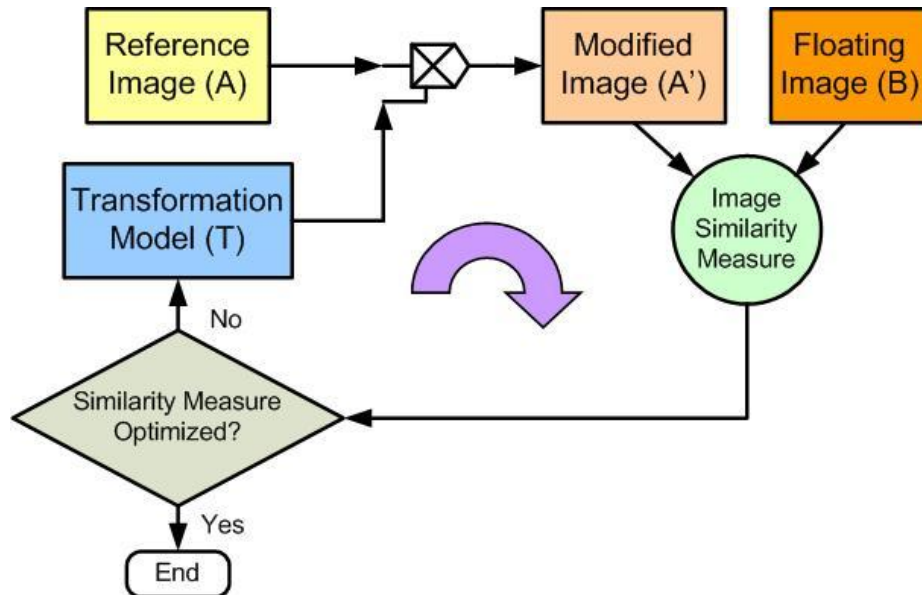 Reference
Image (A)
Modified
Image (A’)
Floating
Image (B)
Transformation
Model (T)
Image
Similarity
Measure
No
Similarity Measure
Optimized?
Yes
End